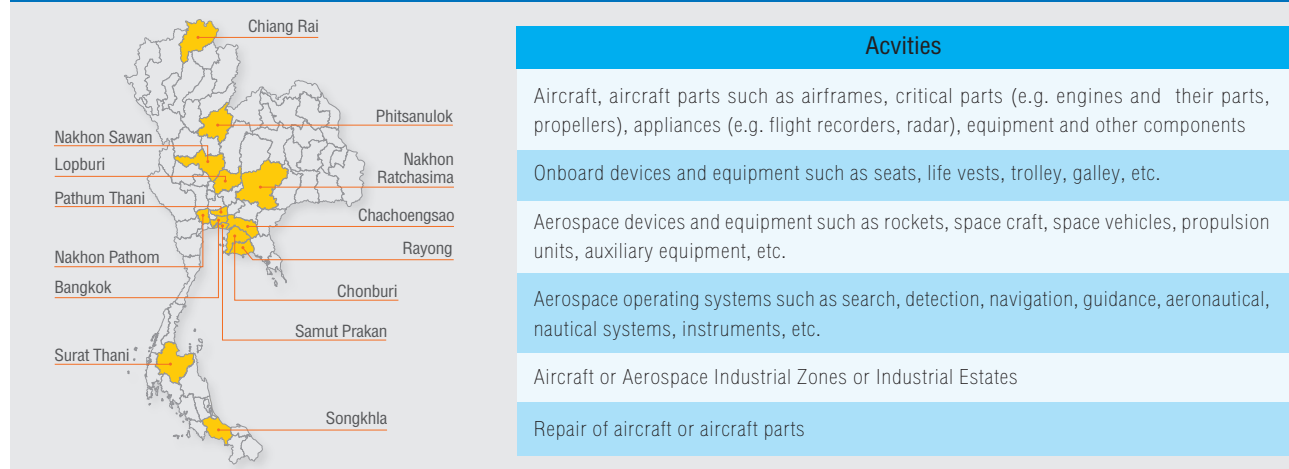 Chiang Rai
Phitsanulok
Nakhon Sawan
Lopburi
Nakhon
Ratchasima
Pathum Thani
Chachoengsao
Nakhon Pathom
Rayong
Bangkok
Chonburi
Samut Prakan
Surat Thani
Songkhla
Acvities
Aircraft, aircraft parts such as airframes, critical parts (e.g. engines and their parts,
propellers), appliances (e.g. flight recorders, radar), equipment and other components
Onboard devices and equipment such as seats, life vests, trolley, galley, etc.
Aerospace devices and equipment such as rockets, space craft, space vehicles, propulsion
units, auxiliary equipment, etc.
Aerospace operating systems such as search, detection, navigation, guidance, aeronautical,
nautical systems, instruments, etc.
Aircraft or Aerospace Industrial Zones or Industrial Estates
Repair of aircraft or aircraft parts